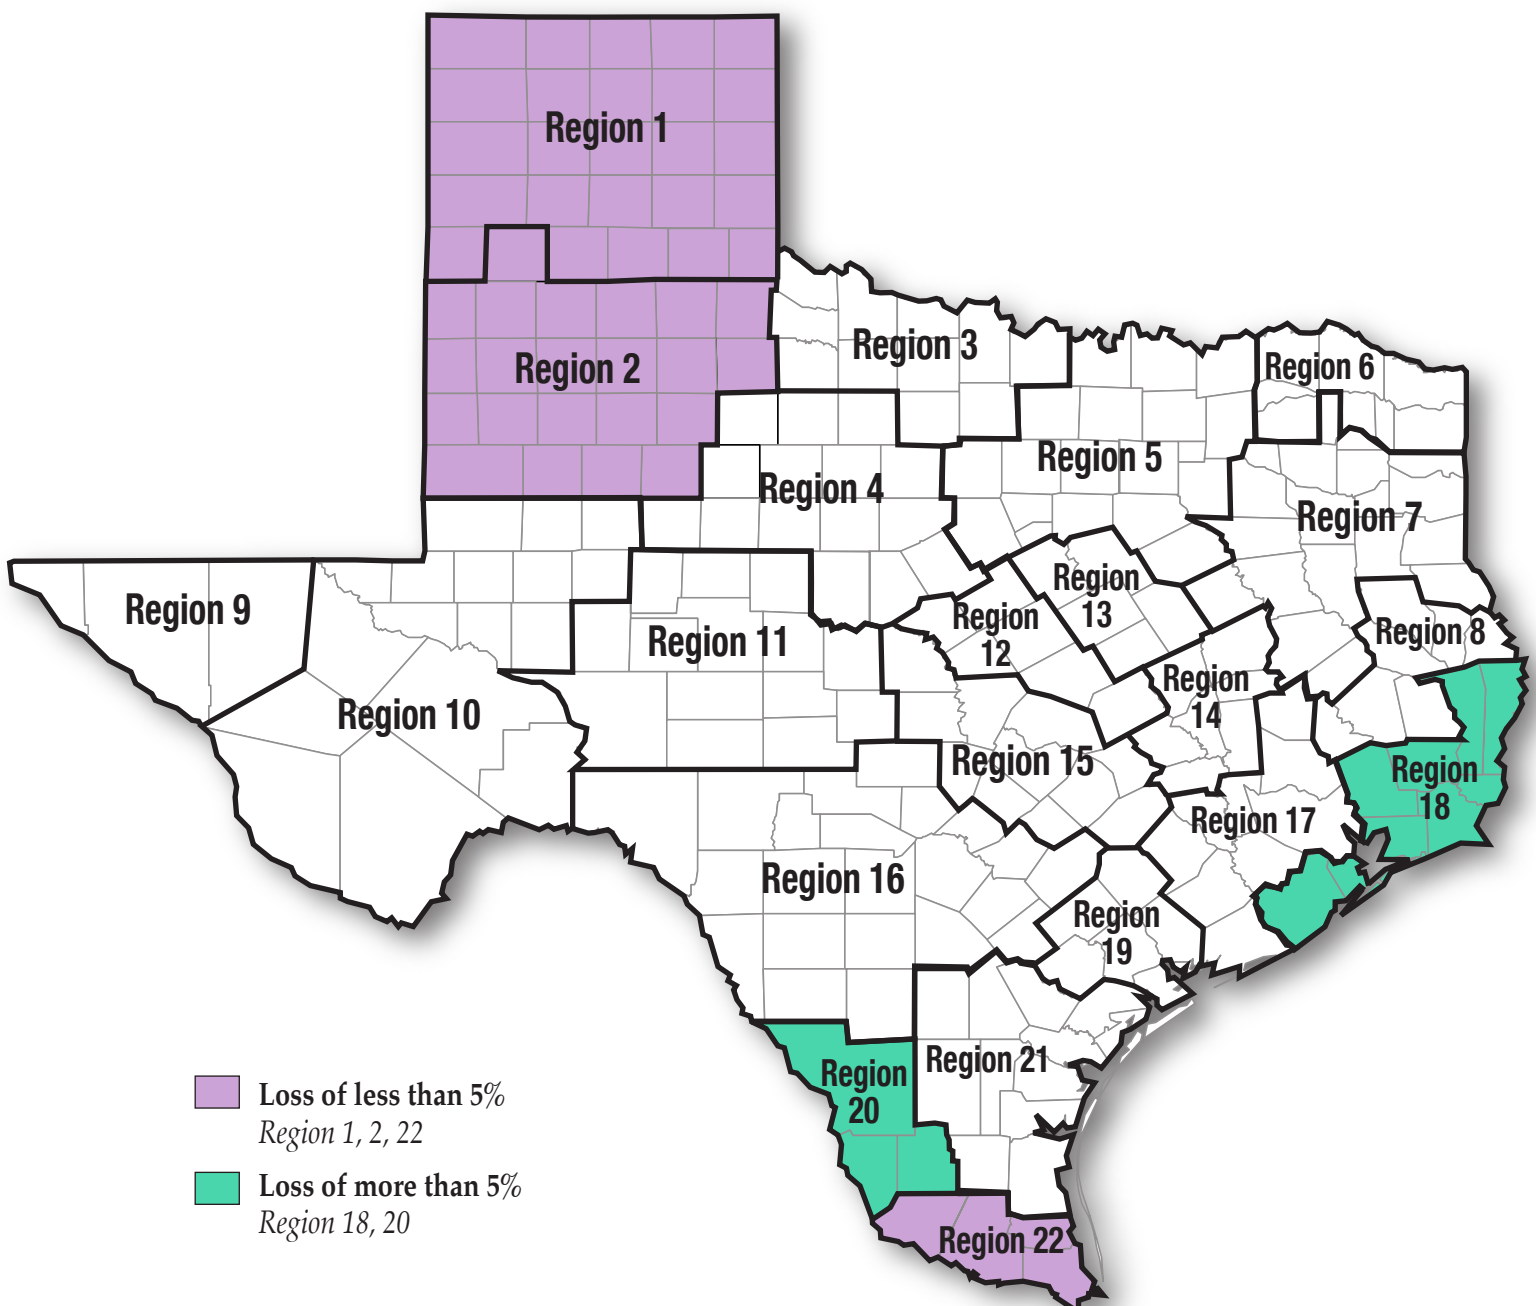 Region 1
Region 2
Region 3
Region 6
Region 5
Region 4
Region 7
Region 9
Region
13
Region
12
Region 8
Region 11
Region
14
Region 10
Region 15
Region
18
Region 17
Region 16
Region
19
Region 21
Region
20
Region 22
Loss of less than 5%
Region 1, 2, 22
Loss of more than 5%
Region 18, 20